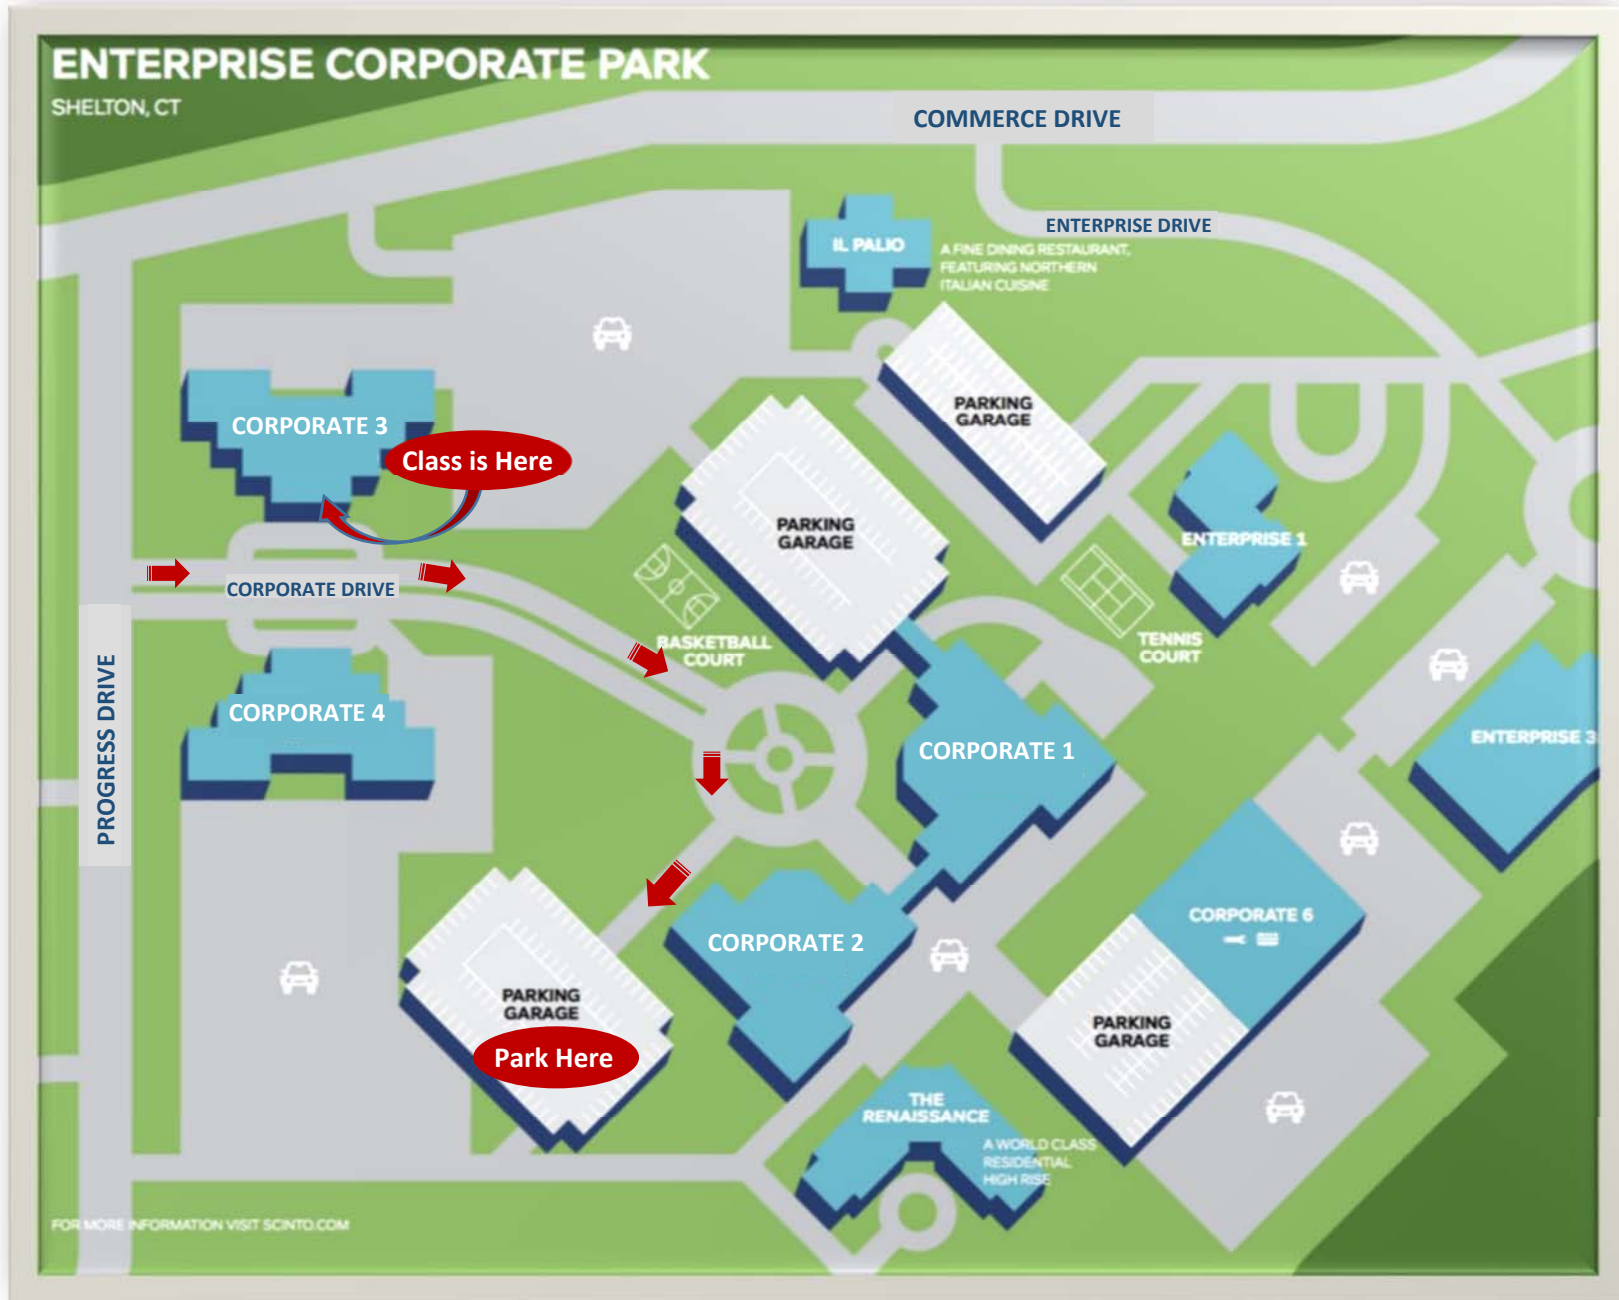 ENTERPRISE CORPORATE PARK
SHELTON, CT
COMMERCE DRIVE
ENTERPRISE DRIVE
IL PALIO
A FINE DINING RESTAURANT,
FEATURING NORTHERN
ITALIAN CUISINE
PARKING
GARAGE
CORPORATE 3
Class is Here
PARKING
GARAGE
ENTERPRISE 1
CORPORATE DRIVE
BASKETBALL
COURT
TENNIS
COURT
PROGRESS DRIVE
CORPORATE 4
CORPORATE 1
ENTERPRISE 3
CORPORATE 6
CORPORATE 2
PARKING
GARAGE
Park Here
PARKING
GARAGE
THE
RENAISSANCE
A WORLD CLASS
RESIDENTIAL
HIGH RISE
FOR MORE INFORMATION VISIT SCINTO.COM